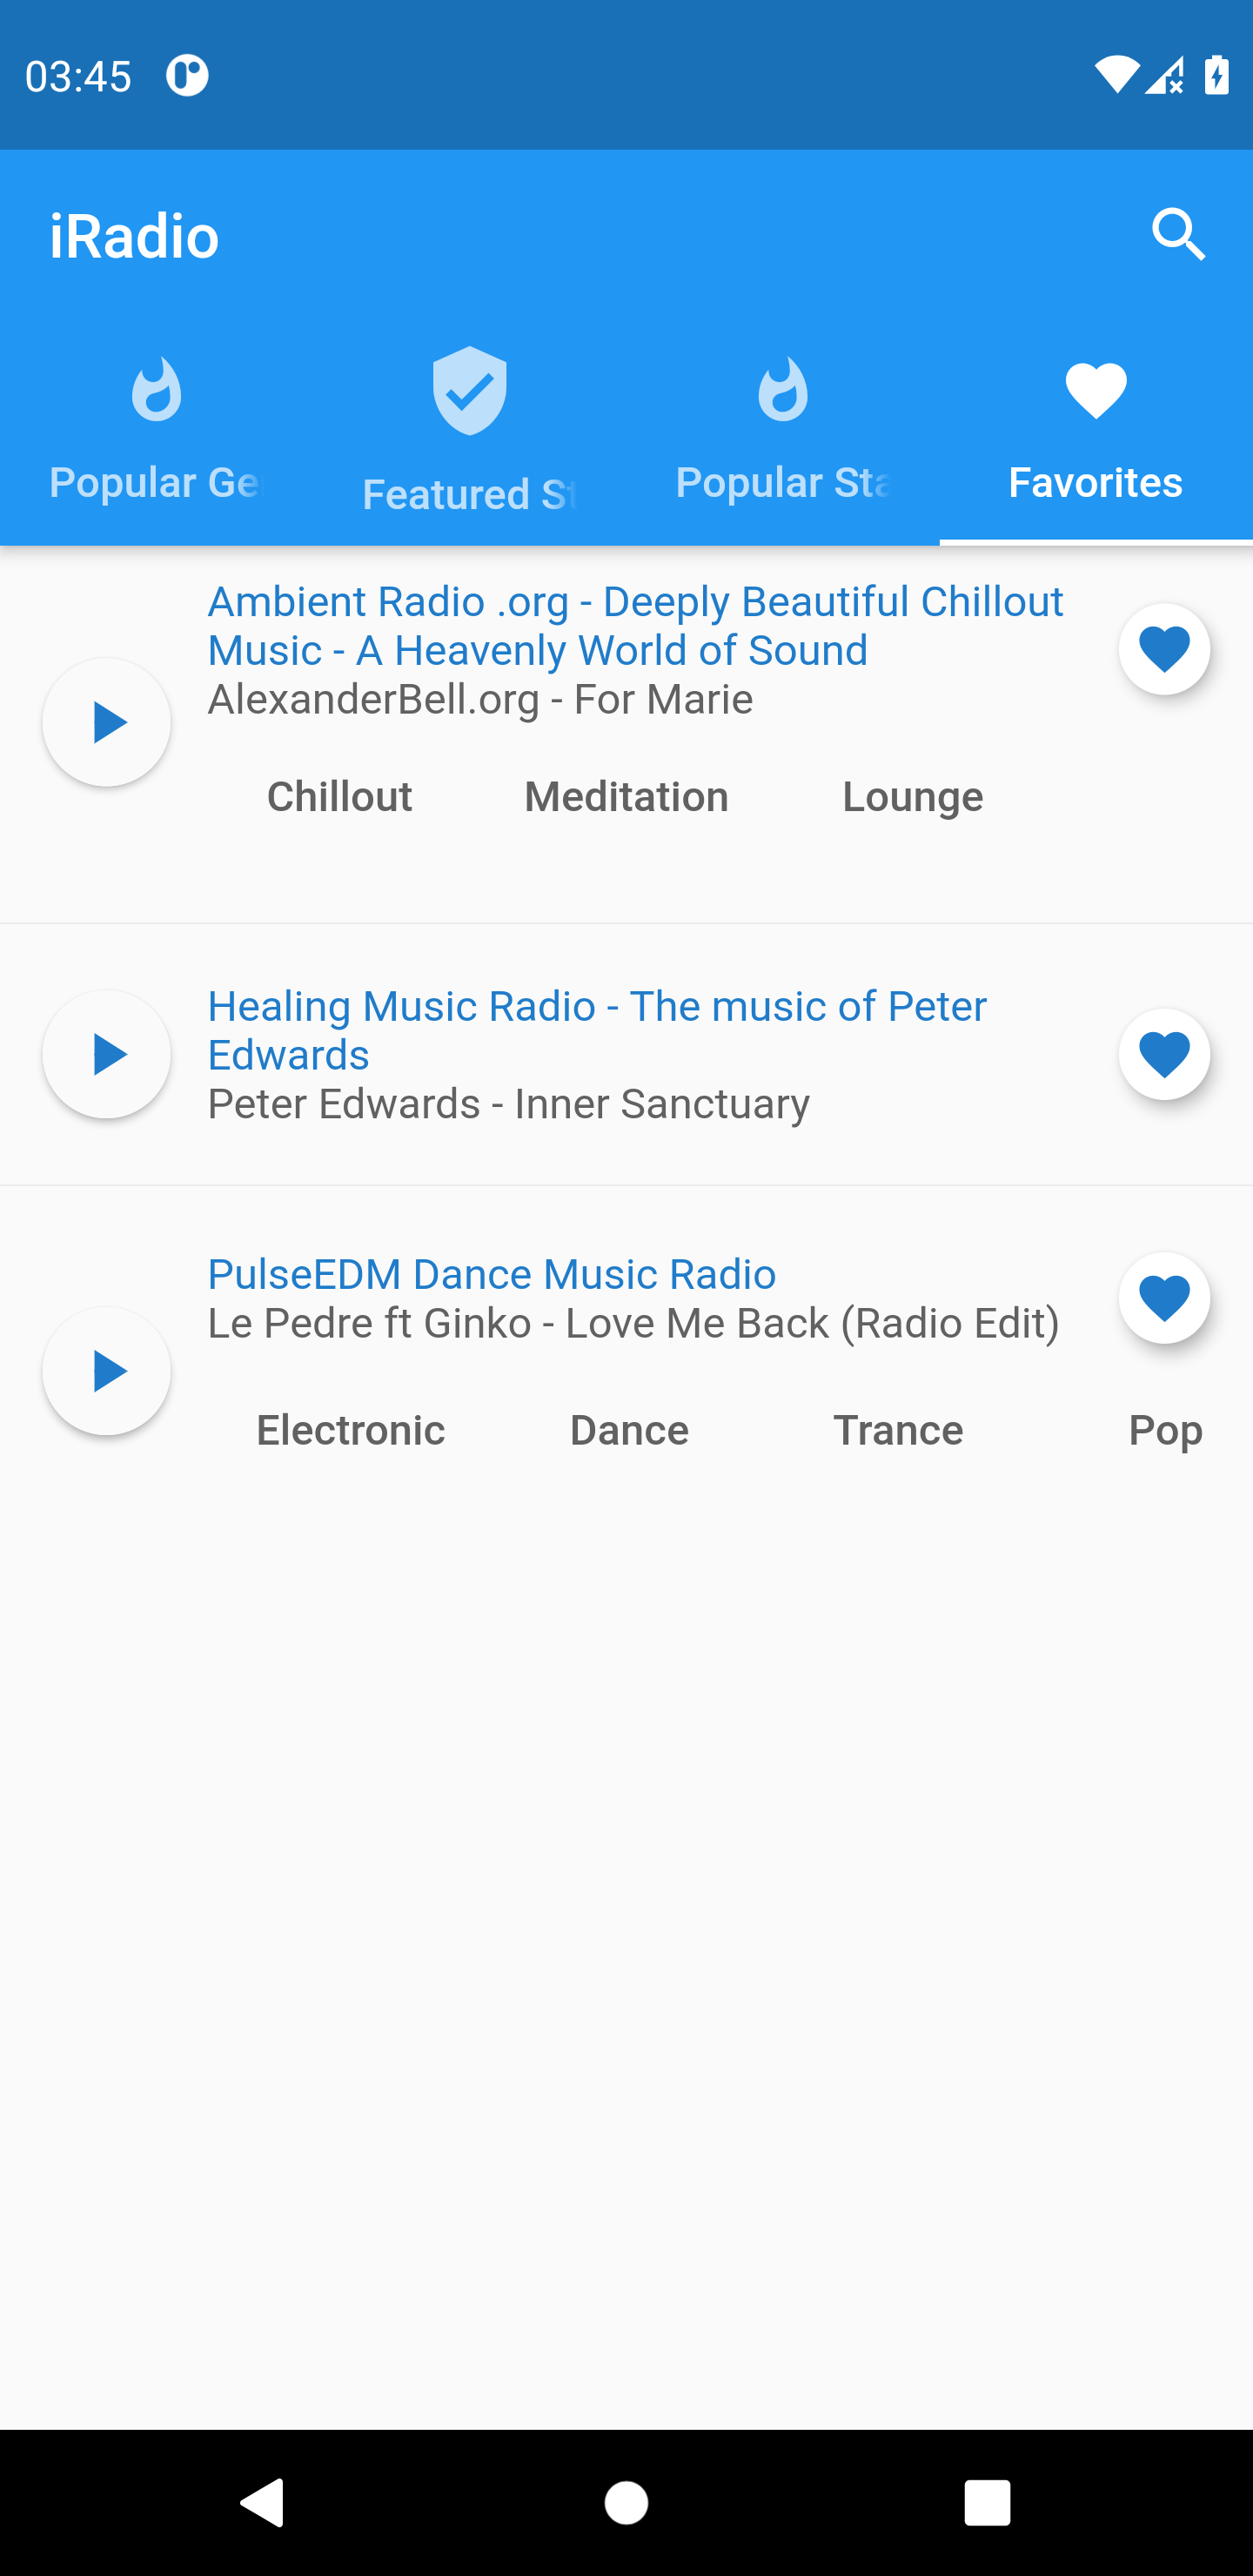 03:45
iRadio
Popular Ge
Featured St
Popular Sta
Favorites
Ambient Radio .org - Deeply Beautiful Chillout
Music - A Heavenly World of Sound
AlexanderBell.org - For Marie
Chillout Meditation Lounge
Healing Music Radio - The music of Peter
Edwards
Peter Edwards - Inner Sanctuary
PulseEDM Dance Music Radio
Le Pedre ft Ginko - Love Me Back (Radio Edit)
Electronic Dance Trance Pop